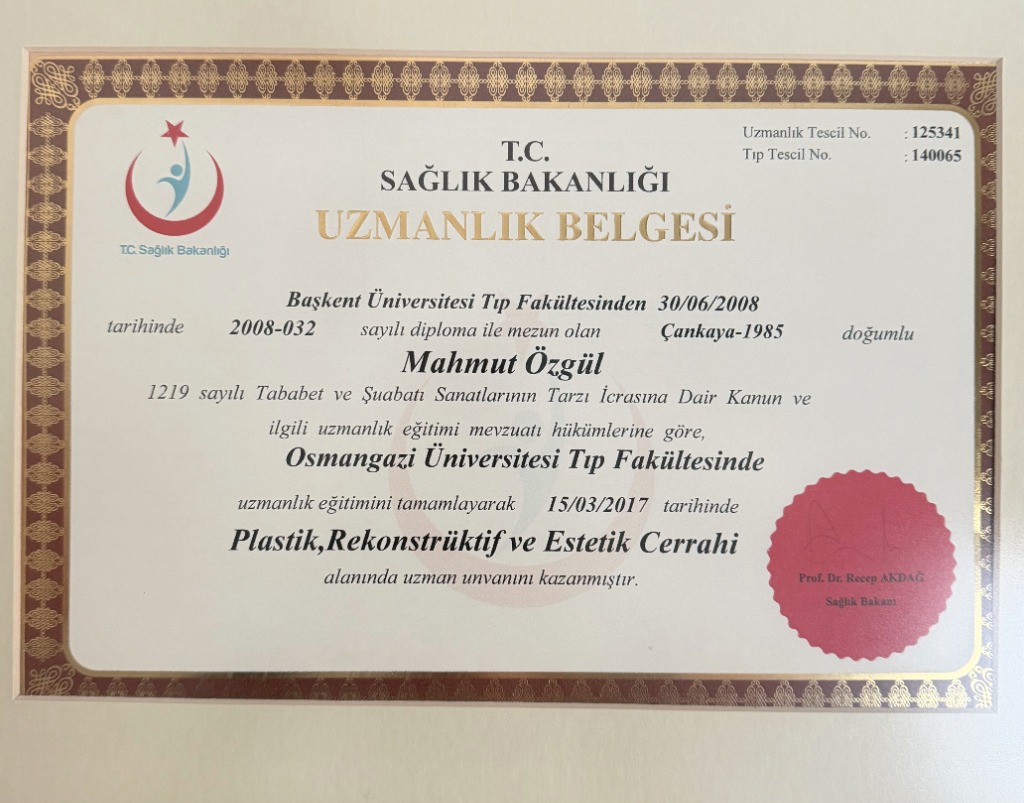 Uzmanlık Tescil No. : 125341
Tıp Tescil No. : 140065
T.C. Sağlık Bakanlığı
T.C.
SAĞLIK BAKANLIĞI
UZMANLIK BELGESİ
Başkent Üniversitesi Tıp Fakültesinden 30/06/2008
tarihinde 2008-032 sayılı diploma ile mezun olan Çankaya-1985 doğumlu
Mahmut Özgül
1219 sayılı Tababet ve Şuabatı Sanatlarının Tarzı İcrasına Dair Kanun ve
ilgili uzmanlık eğitimi mevzuatı hükümlerine göre,
Osmangazi Üniversitesi Tıp Fakültesinde
uzmanlık eğitimini tamamlayarak 15/03/2017 tarihinde
Plastik,Rekonstrüktif ve Estetik Cerrahi
alanında uzman unvanını kazanmıştır.
Prof. Dr. Recep AKDAĞ
Sağlık Bakanı